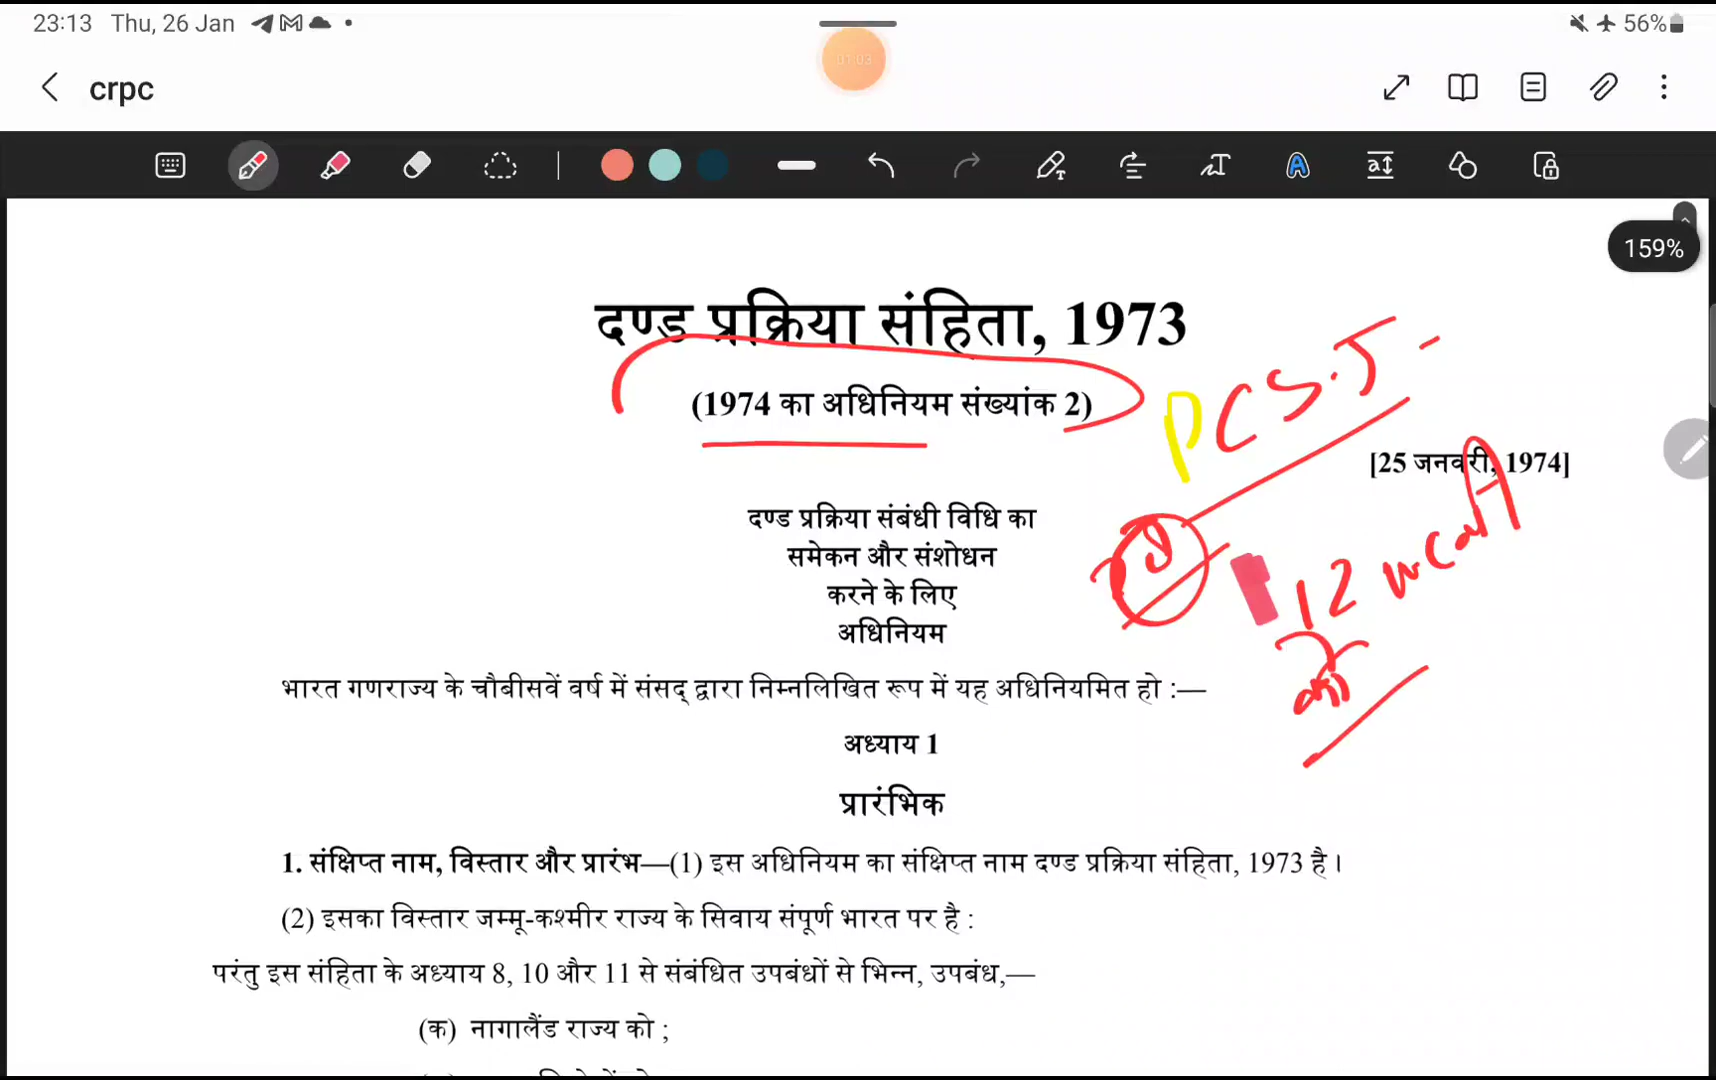 23:13 Thu, 26 Jan
56%
01:03
crpc
159%
दण्ड प्रक्रिया संहिता, 1973
(1974 का अधिनियम संख्यांक 2)
PCS.J -
[25 जनवरी, 1974]
दण्ड प्रक्रिया संबंधी विधि का
समेकन और संशोधन
करने के लिए
अधिनियम
12
भारत गणराज्य के चौबीसवें वर्ष में संसद् द्वारा निम्नलिखित रूप में यह अधिनियमित हो :—
अध्याय 1
प्रारंभिक
1. संक्षिप्त नाम, विस्तार और प्रारंभ—(1) इस अधिनियम का संक्षिप्त नाम दण्ड प्रक्रिया संहिता, 1973 है।
(2) इसका विस्तार जम्मू-कश्मीर राज्य के सिवाय संपूर्ण भारत पर है :
परंतु इस संहिता के अध्याय 8, 10 और 11 से संबंधित उपबंधों से भिन्न, उपबंध,—
(क) नागालैंड राज्य को ;